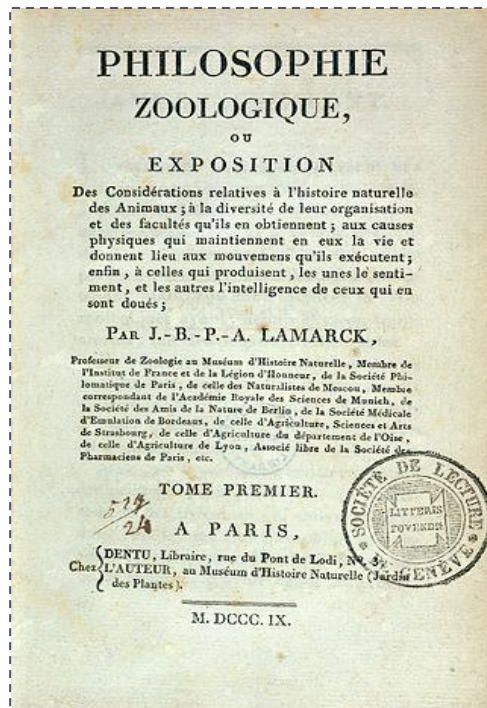 PHILOSOPHIE
ZOOLOGIQUE,
OU
EXPOSITION
Des Considérations relatives à l'histoire naturelle
des Animaux; à la diversité de leur organisation
et des facultés qu'ils en obtiennent; aux causes
physiques qui maintiennent en eux la vie et
donnent lieu aux mouvemens qu'ils exécutent;
enfin, à celles qui produisent, les unes le senti-
ment, et les autres l'intelligence de ceux qui en
sont doués;
PAR J.-B.-P.-A. LAMARCK,
Professeur de Zoologie au Muséum d'Histoire Naturelle, Membre de
l'Institut de France et de la Légion d'Honneur, de la Société Phi-
lomatique de Paris, de celle des Naturalistes de Moscou, Membre
correspondant de l'Académie Royale des Sciences de Munich, de
la Société des Amis de la Nature de Berlin, de la Société Médicale
d'Emulation de Bordeaux, de celle d'Agriculture, Sciences et Arts
de Strasbourg, de celle d'Agriculture du département de l'Oise,
de celle d'Agriculture de Lyon, Associé libre de la Société des
Pharmaciens de Paris, etc.
TOME PREMIER.
24
A PARIS,
Chez DENTU, Libraire, rue du Pont de Lodi, N°. 3;
L'AUTEUR, au Muséum d'Histoire Naturelle (Jardin
des Plantes).
M. DCCC. IX.
SOCIÉTÉ DE LECTURE
GENÈVE
LITTERIS
FOVENDIS